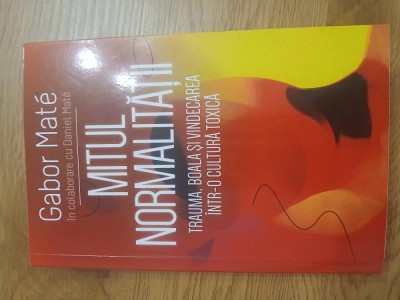 Gabor Maté
În colaborare cu Daniel Maté
MITUL
NORMALITĂȚII
TRAUMA, BOALA ȘI VINDECAREA
ÎNTR-O CULTURĂ TOXICĂ